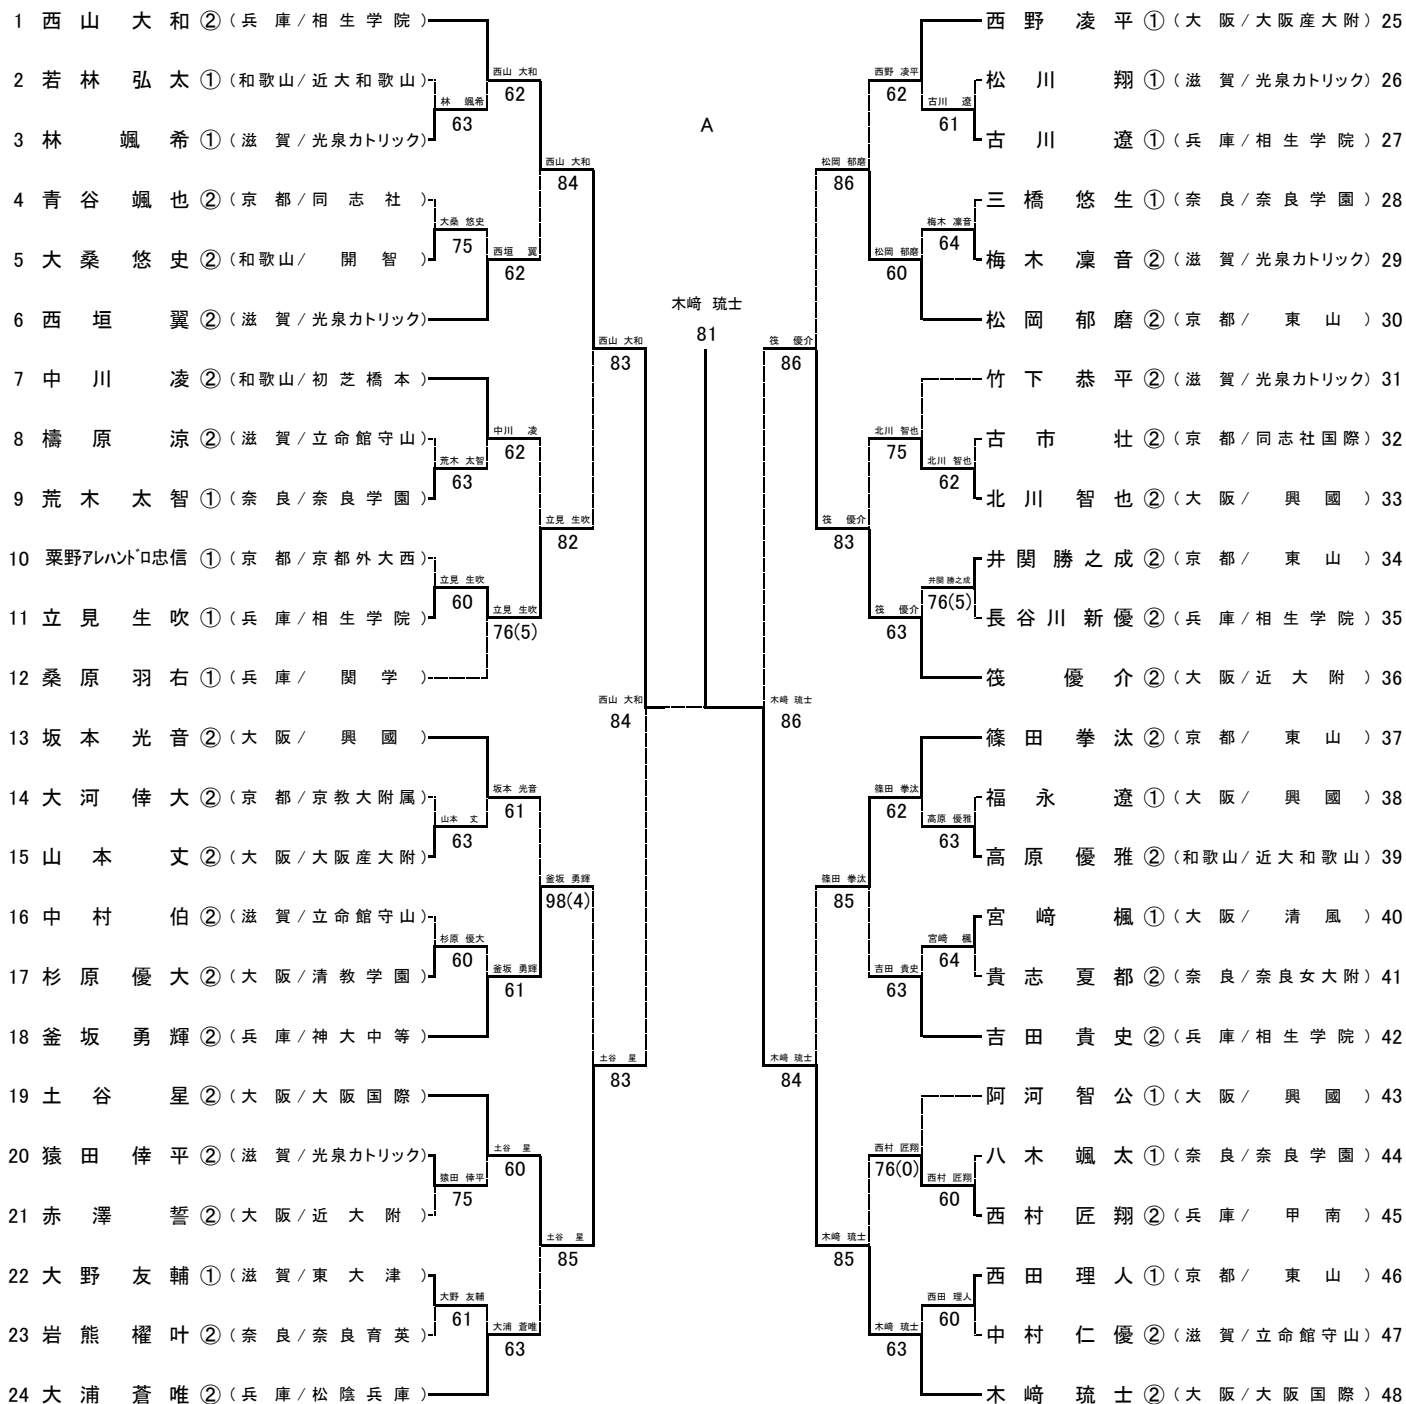 1 西山 大和 ② (兵庫/相生学院)
2 若林 弘太 ① (和歌山/近大和歌山)
3 林 颯希 ① (滋賀/光泉カトリック)
4 青谷 颯也 ② (京都/同志社)
5 大桑 悠史 ② (和歌山/開智)
6 西垣 翼 ② (滋賀/光泉カトリック)
7 中川 凌 ② (和歌山/初芝橋本)
8 檮原 涼 ② (滋賀/立命館守山)
9 荒木 太智 ① (奈良/奈良学園)
10 粟野アレハンドロ忠信 ① (京都/京都外大西)
11 立見 生吹 ① (兵庫/相生学院)
12 桑原 羽右 ① (兵庫/関学)
13 坂本 光音 ② (大阪/興國)
14 大河 倖大 ② (京都/京教大附属)
15 山本 丈 ② (大阪/大阪産大附)
16 中村 伯 ② (滋賀/立命館守山)
17 杉原 優大 ② (大阪/清教学園)
18 釜坂 勇輝 ② (兵庫/神大中等)
19 土谷 星 ② (大阪/大阪国際)
20 猿田 倖平 ② (滋賀/光泉カトリック)
21 赤澤 誓 ② (大阪/近大附)
22 大野 友輔 ① (滋賀/東大津)
23 岩熊 櫂叶 ② (奈良/奈良育英)
24 大浦 蒼唯 ② (兵庫/松陰兵庫)
林 颯希
63
大桑 悠史
75
荒木 太智
63
立見 生吹
60
山本 丈
63
杉原 優大
60
猿田 倖平
75
大野 友輔
61
西山 大和
62
西垣 翼
62
中川 凌
62
立見 生吹
76(5)
坂本 光音
61
釜坂 勇輝
61
土谷 星
60
大浦 蒼唯
63
西山 大和
84
立見 生吹
82
釜坂 勇輝
98(4)
土谷 星
85
西山 大和
83
土谷 星
83
西山 大和
84
A
木﨑 琉士
81
木﨑 琉士
86
筏 優介
86
木﨑 琉士
84
松岡 郁磨
86
筏 優介
83
篠田 拳汰
85
木﨑 琉士
85
西野 凌平
62
松岡 郁磨
60
北川 智也
75
筏 優介
63
篠田 拳汰
62
吉田 貴史
63
西村 匠翔
76(0)
木﨑 琉士
63
古川 遼
61
梅木 凜音
64
北川 智也
62
井関 勝之成
76(5)
高原 優雅
63
宮﨑 楓
64
西村 匠翔
60
西田 理人
60
西野 凌平 ① (大阪/大阪産大附) 25
松川 翔 ① (滋賀/光泉カトリック) 26
古川 遼 ① (兵庫/相生学院) 27
三橋 悠生 ① (奈良/奈良学園) 28
梅木 凜音 ② (滋賀/光泉カトリック) 29
松岡 郁磨 ② (京都/東山) 30
竹下 恭平 ② (滋賀/光泉カトリック) 31
古市 壮 ② (京都/同志社国際) 32
北川 智也 ② (大阪/興國) 33
井関 勝之成 ② (京都/東山) 34
長谷川 新優 ② (兵庫/相生学院) 35
筏 優介 ② (大阪/近大附) 36
篠田 拳汰 ② (京都/東山) 37
福永 遼 ① (大阪/興國) 38
高原 優雅 ② (和歌山/近大和歌山) 39
宮﨑 楓 ① (大阪/清風) 40
貴志 夏都 ② (奈良/奈良女大附) 41
吉田 貴史 ② (兵庫/相生学院) 42
阿河 智公 ① (大阪/興國) 43
八木 颯太 ① (奈良/奈良学園) 44
西村 匠翔 ② (兵庫/甲南) 45
西田 理人 ① (京都/東山) 46
中村 仁優 ② (滋賀/立命館守山) 47
木﨑 琉士 ② (大阪/大阪国際) 48